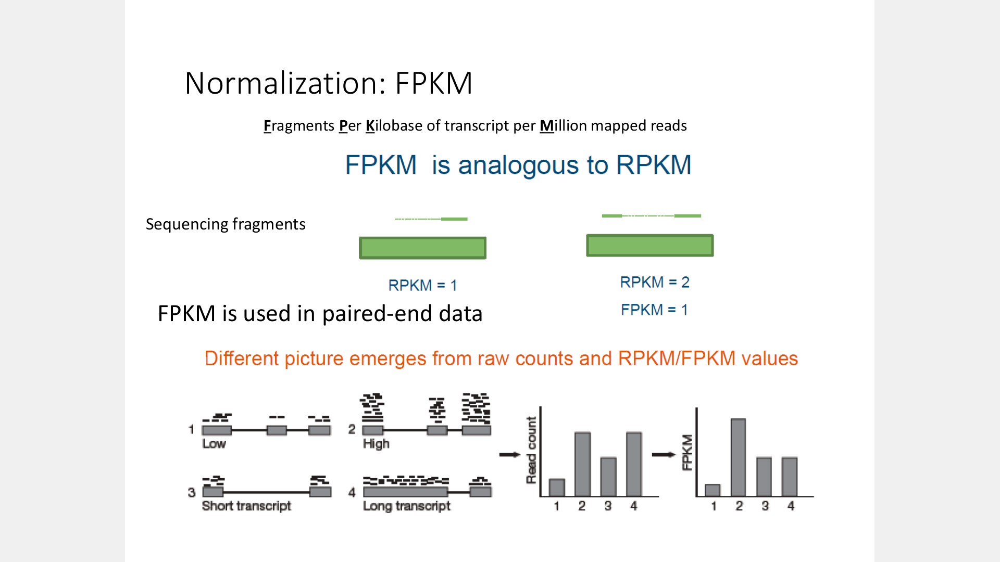 Normalization: FPKM
Fragments Per Kilobase of transcript per Million mapped reads
FPKM is analogous to RPKM
Sequencing fragments
RPKM = 1
RPKM = 2
FPKM = 1
FPKM is used in paired-end data
Different picture emerges from raw counts and RPKM/FPKM values
1
Low
2
High
3
Short transcript
4
Long transcript
Read count
1 2 3 4
FPKM
1 2 3 4